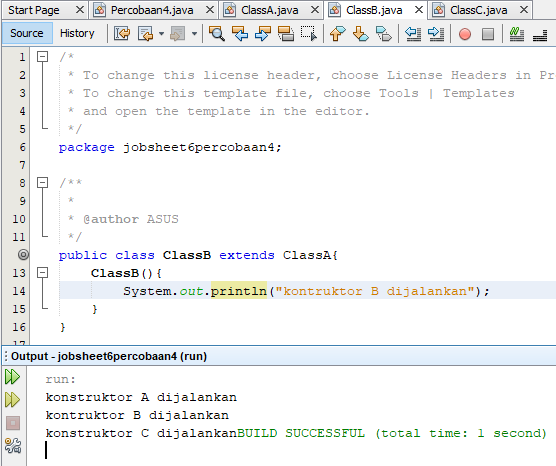 Start Page Percobaan4.java ClassA.java ClassB.java ClassC.java
Source History
1 /*
2 * To change this license header, choose License Headers in Pr
3 * To change this template file, choose Tools | Templates
4 * and open the template in the editor.
5 */
6 package jobsheet6percobaan4;
7
8 /**
9 *
10 * @author ASUS
11 */
public class ClassB extends ClassA{
13 ClassB(){
14 System.out.println("kontruktor B dijalankan");
15 }
16 }
17
Output - jobsheet6percobaan4 (run)
run:
konstruktor A dijalankan
kontruktor B dijalankan
konstruktor C dijalankanBUILD SUCCESSFUL (total time: 1 second)